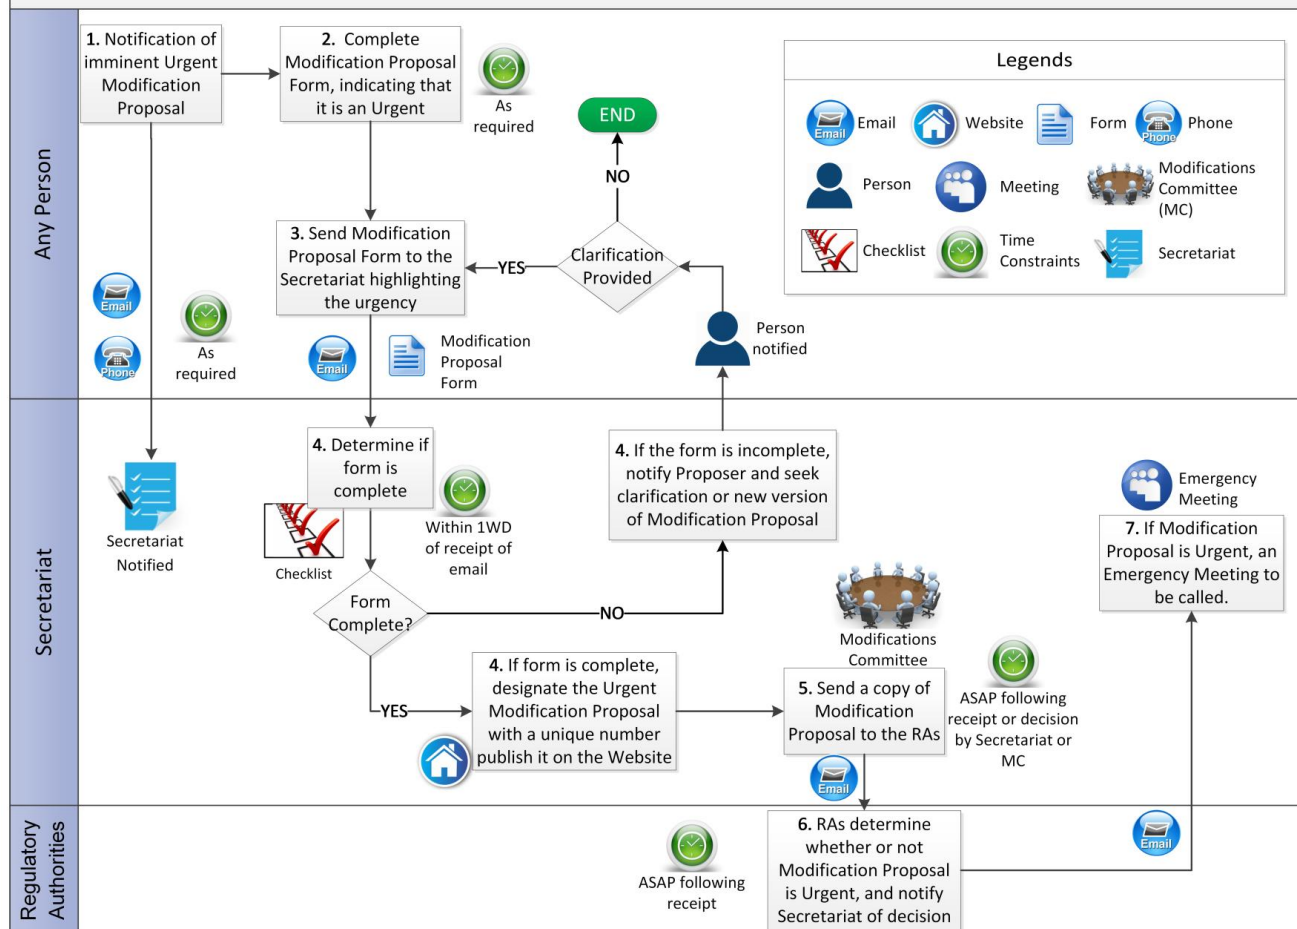 Any Person
1. Notification of
imminent Urgent
Modification
Proposal
2. Complete
Modification Proposal
Form, indicating that
it is an Urgent
As
required
END
NO
Clarification
Provided
YES
3. Send Modification
Proposal Form to the
Secretariat highlighting
the urgency
Email
Phone
As
required
Email
Modification
Proposal
Form
Person
notified
Legends
Email
Email
Website
Form
Phone
Phone
Person
Meeting
Modifications
Committee
(MC)
Checklist
Time
Constraints
Secretariat
Secretariat
Secretariat
Notified
4. Determine if
form is
complete
Checklist
Within 1WD
of receipt of
email
Form
Complete?
NO
4. If the form is incomplete,
notify Proposer and seek
clarification or new version
of Modification Proposal
YES
4. If form is complete,
designate the Urgent
Modification Proposal
with a unique number
publish it on the Website
Modifications
Committee
5. Send a copy of
Modification
Proposal to the RAs
ASAP following
receipt or decision
by Secretariat or
MC
Email
Emergency
Meeting
7. If Modification
Proposal is Urgent, an
Emergency Meeting to
be called.
Regulatory
Authorities
ASAP following
receipt
6. RAs determine
whether or not
Modification Proposal
is Urgent, and notify
Secretariat of decision
Email